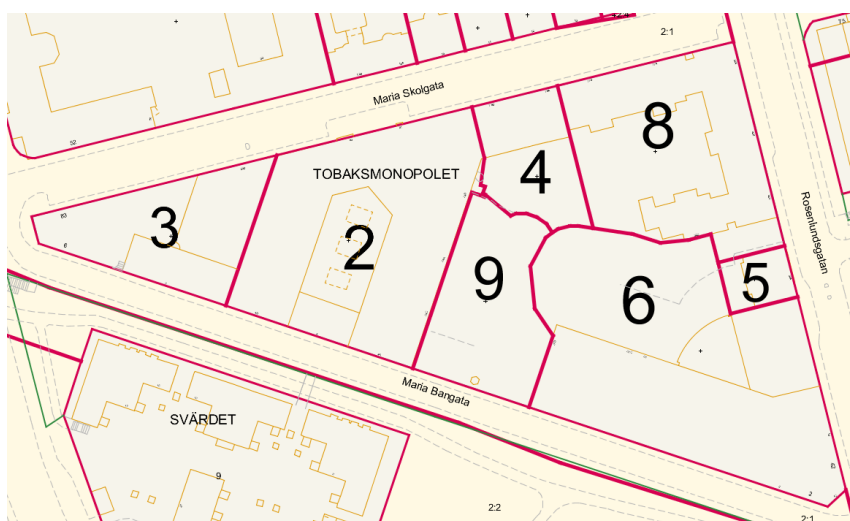 2:1
Maria Skolgata
8
TOBAKSMONOPOLET
4
Rosenlundsgatan
3
2
9
6
5
Maria Bangata
SVÄRDET
9
2:2
2:1